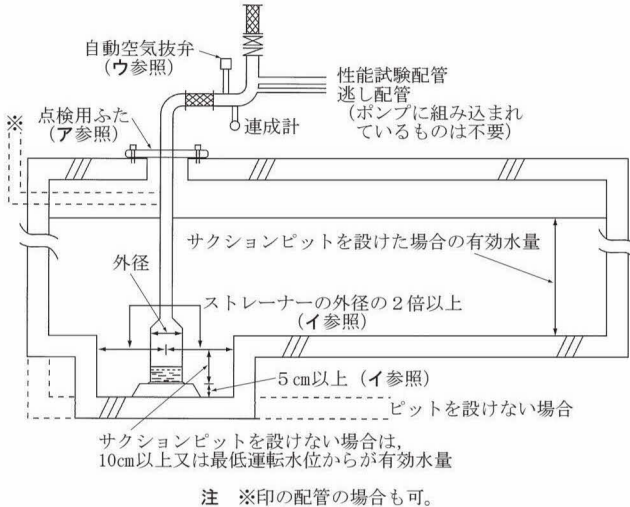 自動空気抜弁
(ウ参照)
性能試験配管
逃し配管
(ポンプに組み込まれ
ているものは不要)
※
点検用ふた
(ア参照)
連成計
サクションピットを設けた場合の有効水量
外径
ストレーナーの外径の2倍以上
(イ参照)
5cm以上(イ参照)
ピットを設けない場合
サクションピットを設けない場合は,
10cm以上又は最低運転水位からが有効水量
注 ※印の配管の場合も可。